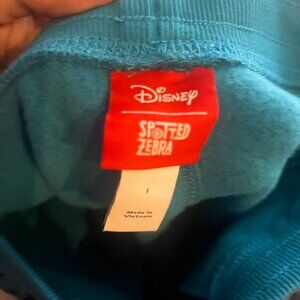 Disney
SPOTTED
ZEBRA
L
Made in
Vietnam